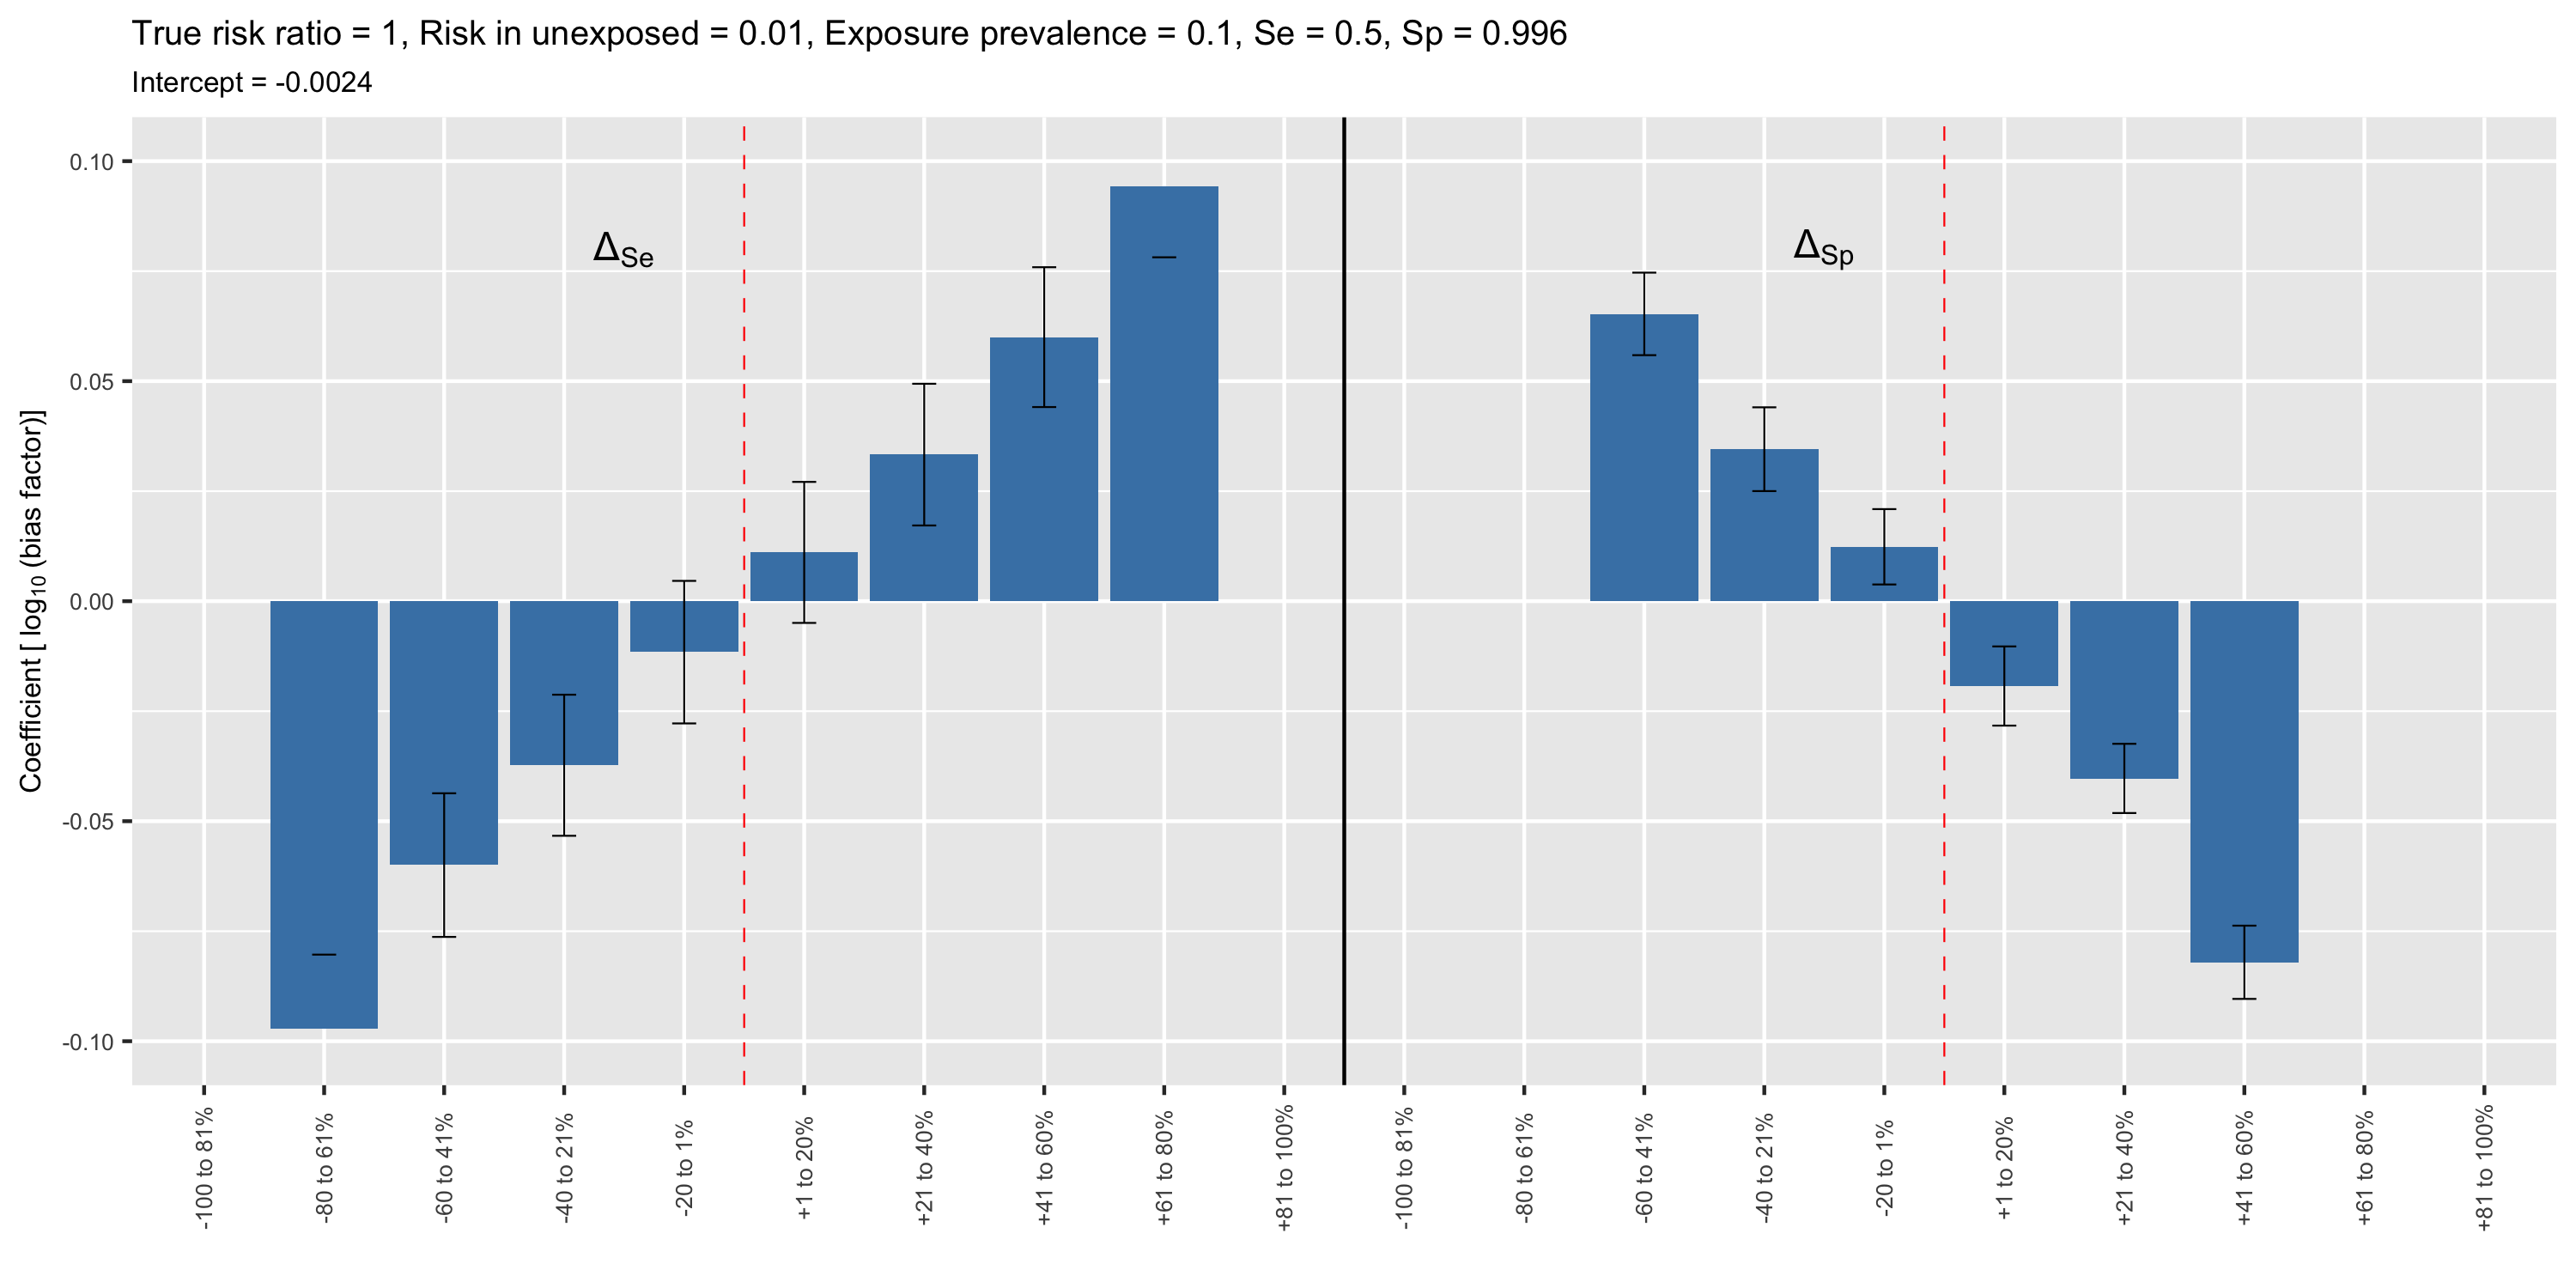 True risk ratio = 1, Risk in unexposed = 0.01, Exposure prevalence = 0.1, Se = 0.5, Sp = 0.996
Intercept = -0.0024
Coefficient [ log10 (bias factor)]
0.10
0.05
0.00
-0.05
-0.10
ΔSe
ΔSp
-100 to 81%
-80 to 61%
-60 to 41%
-40 to 21%
-20 to 1%
+1 to 20%
+21 to 40%
+41 to 60%
+61 to 80%
+81 to 100%
-100 to 81%
-80 to 61%
-60 to 41%
-40 to 21%
-20 to 1%
+1 to 20%
+21 to 40%
+41 to 60%
+61 to 80%
+81 to 100%